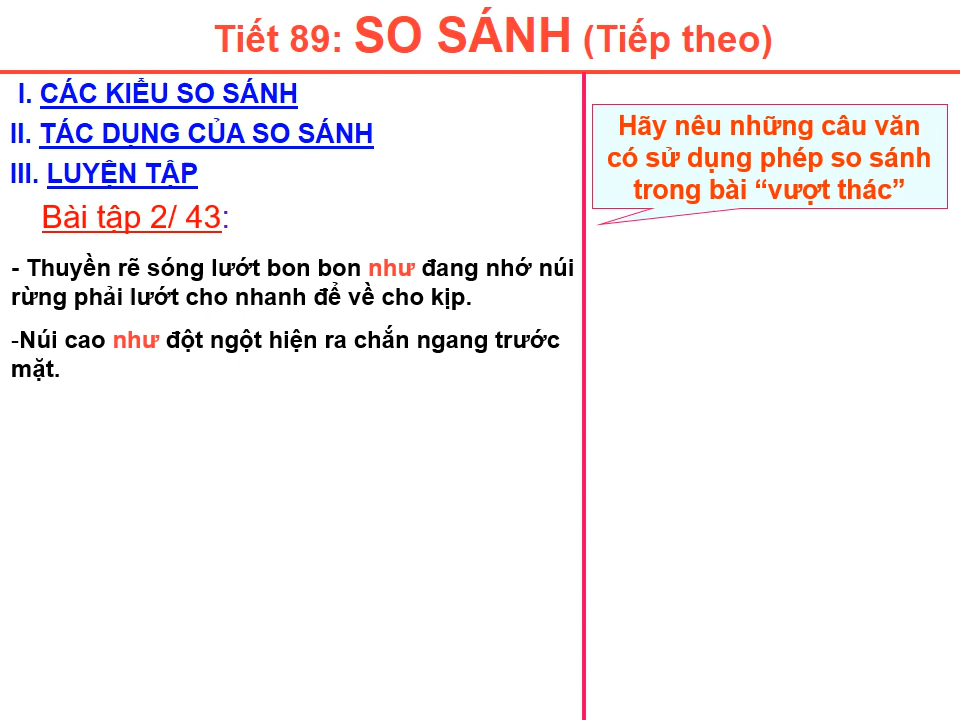 Tiết 89: SO SÁNH (Tiếp theo)
I. CÁC KIỂU SO SÁNH
II. TÁC DỤNG CỦA SO SÁNH
III. LUYỆN TẬP
Bài tập 2/ 43:
- Thuyền rẽ sóng lướt bon bon như đang nhớ núi
rừng phải lướt cho nhanh để về cho kịp.
-Núi cao như đột ngột hiện ra chắn ngang trước
mặt.
Hãy nêu những câu văn
có sử dụng phép so sánh
trong bài “vượt thác”